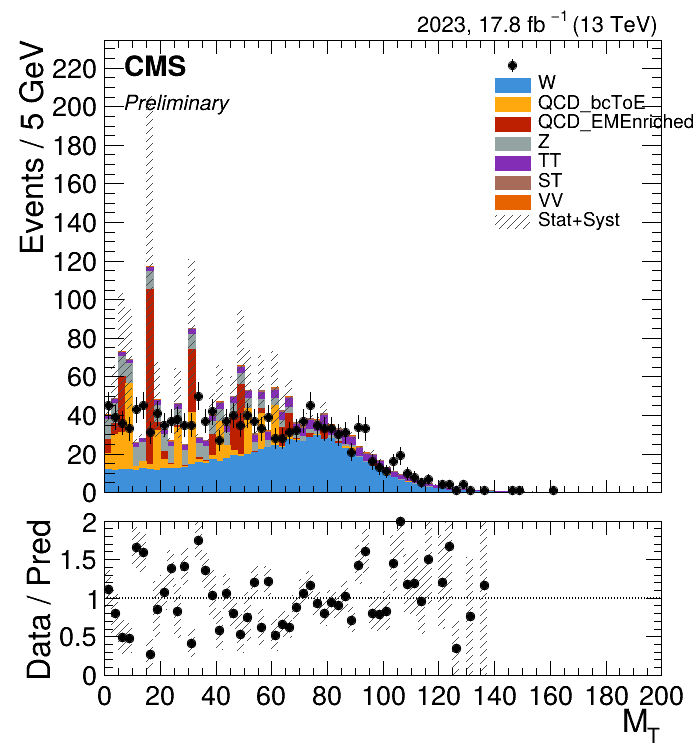 2023, 17.8 fb⁻¹ (13 TeV)
CMS
Preliminary
Events / 5 GeV
220
200
180
160
140
120
100
80
60
40
20
0
W
QCD_bcToE
QCD_EMEnriched
Z
TT
ST
VV
Stat+Syst
Data / Pred
2
1.5
1
0.5
0
0 20 40 60 80 100 120 140 160 180 200
M_T